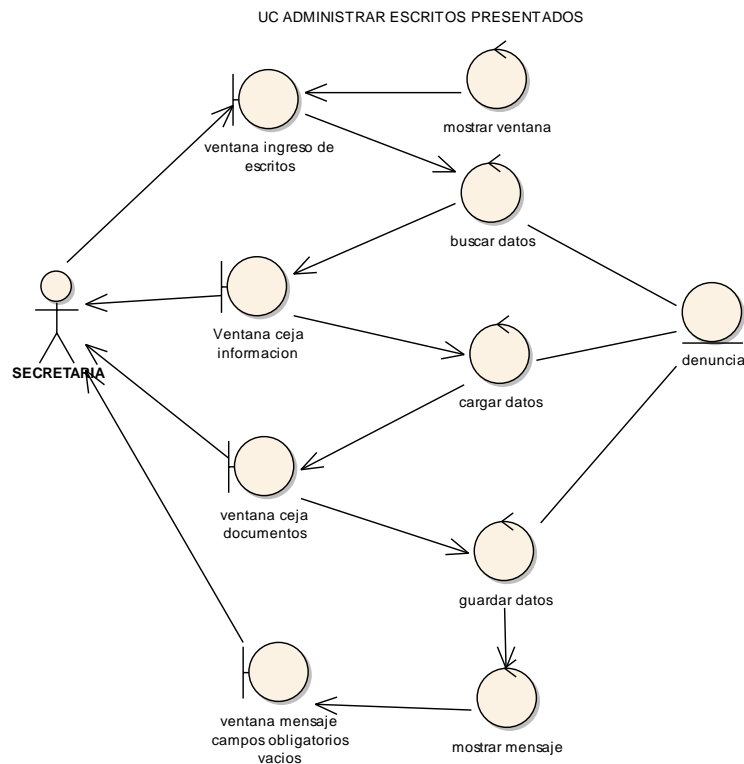 UC ADMINISTRAR ESCRITOS PRESENTADOS
mostrar ventana
ventana ingreso de
escritos
buscar datos
Ventana ceja
informacion
denuncia
SECRETARIA
cargar datos
ventana ceja
documentos
guardar datos
ventana mensaje
campos obligatorios
vacios
mostrar mensaje